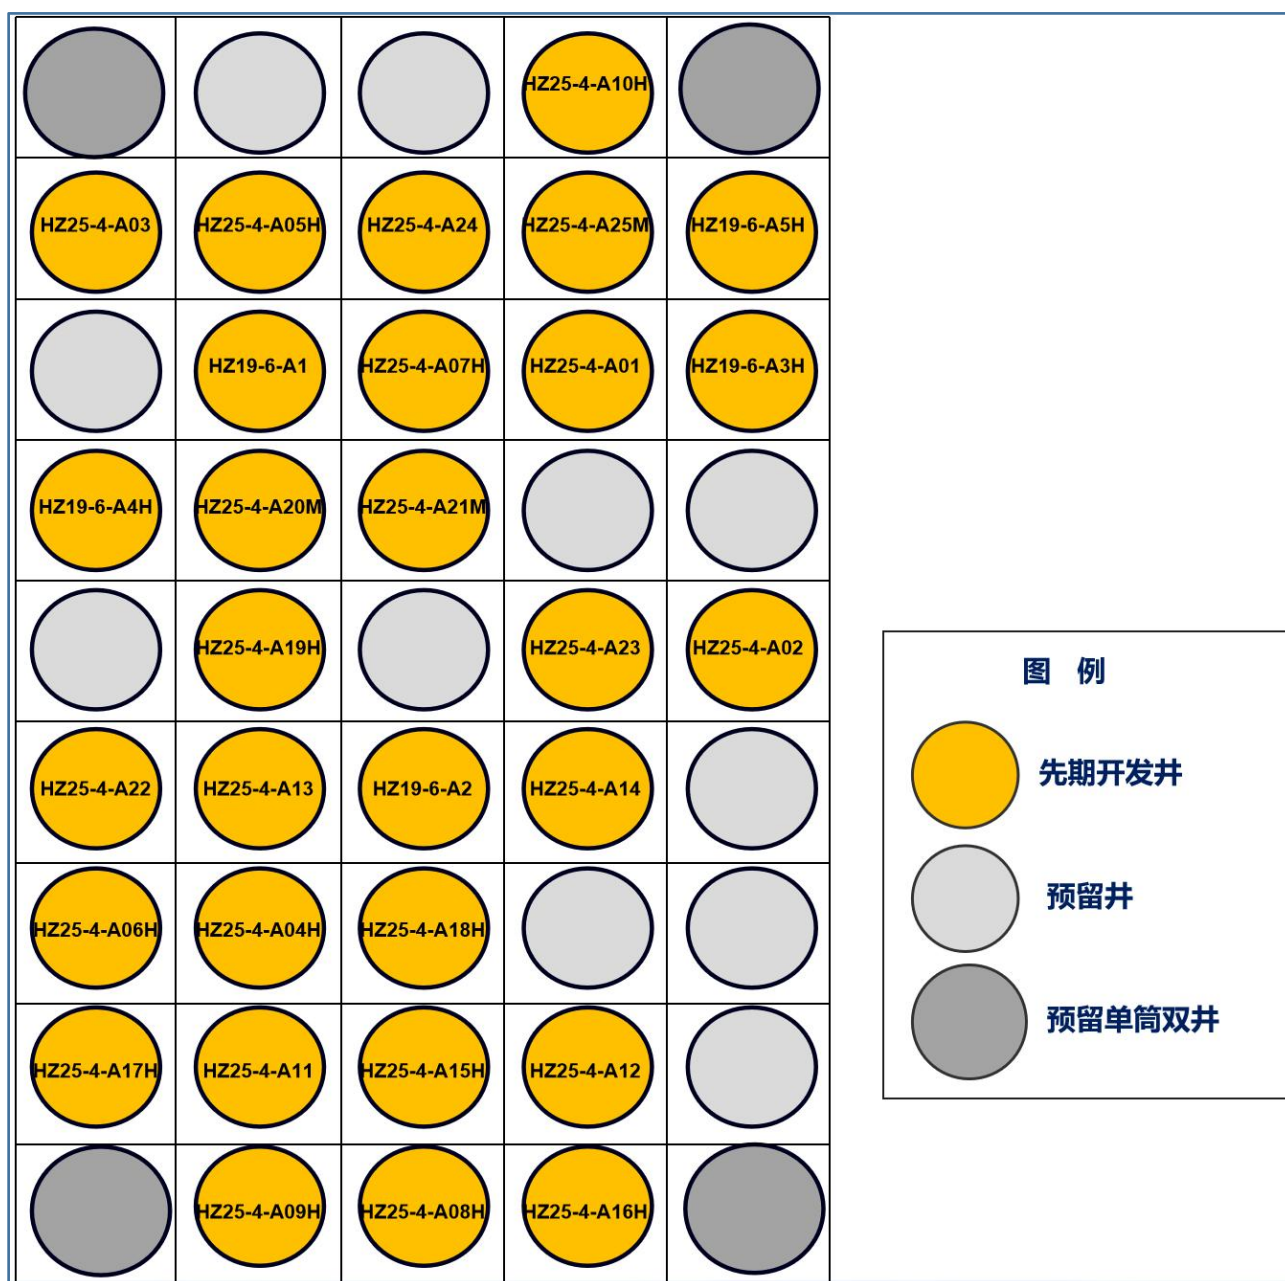 HZ25-4-A10H
HZ25-4-A03
HZ25-4-A05H
HZ25-4-A24
HZ25-4-A25M
HZ19-6-A5H
HZ19-6-A1
HZ25-4-A07H
HZ25-4-A01
HZ19-6-A3H
HZ19-6-A4H
HZ25-4-A20M
HZ25-4-A21M
HZ25-4-A19H
HZ25-4-A23
HZ25-4-A02
HZ25-4-A22
HZ25-4-A13
HZ19-6-A2
HZ25-4-A14
HZ25-4-A06H
HZ25-4-A04H
HZ25-4-A18H
HZ25-4-A17H
HZ25-4-A11
HZ25-4-A15H
HZ25-4-A12
HZ25-4-A09H
HZ25-4-A08H
HZ25-4-A16H
图 例
先期开发井
预留井
预留单筒双井